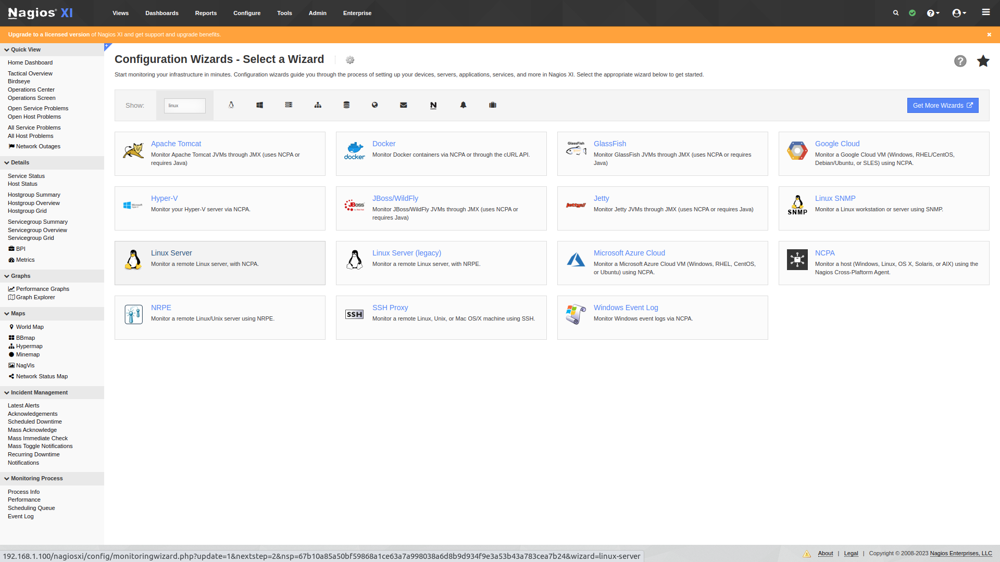 Nagios XI
Views Dashboards Reports Configure Tools Admin Enterprise
Upgrade to a licensed version of Nagios XI and get support and upgrade benefits.
Quick View
Home Dashboard
Tactical Overview
Birdseye
Operations Center
Operations Screen
Open Service Problems
Open Host Problems
All Service Problems
All Host Problems
Network Outages
Details
Service Status
Host Status
Hostgroup Summary
Hostgroup Overview
Hostgroup Grid
Servicegroup Summary
Servicegroup Overview
Servicegroup Grid
BPI
Metrics
Graphs
Performance Graphs
Graph Explorer
Maps
World Map
BBmap
Hypermap
Minemap
NagVis
Network Status Map
Incident Management
Latest Alerts
Acknowledgements
Scheduled Downtime
Mass Acknowledge
Mass Immediate Check
Mass Toggle Notifications
Recurring Downtime
Notifications
Monitoring Process
Process Info
Performance
Scheduling Queue
Event Log
Configuration Wizards - Select a Wizard
Start monitoring your infrastructure in minutes. Configuration wizards guide you through the process of setting up your devices, servers, applications, services, and more in Nagios XI. Select the appropriate wizard below to get started.
Show: linux
Get More Wizards
Apache Tomcat
Monitor Apache Tomcat JVMs through JMX (uses NCPA or
requires Java)
docker
Docker
Monitor Docker containers via NCPA or through the cURL API.
GlassFish
GlassFish
Monitor GlassFish JVMs through JMX (uses NCPA or requires
Java)
Google Cloud
Monitor a Google Cloud VM (Windows, RHEL/CentOS,
Debian/Ubuntu, or SLES) using NCPA.
Microsoft
Hyper-V
Hyper-V
Monitor your Hyper-V server via NCPA.
JBoss
by Red Hat
JBoss/WildFly
Monitor JBoss/WildFly JVMs through JMX (uses NCPA or
requires Java)
jetty://
Jetty
Monitor Jetty JVMs through JMX (uses NCPA or requires Java)
SNMP
Linux SNMP
Monitor a Linux workstation or server using SNMP.
Linux Server
Monitor a remote Linux server, with NCPA.
Linux Server (legacy)
Monitor a remote Linux server, with NRPE.
Microsoft Azure Cloud
Monitor a Microsoft Azure Cloud VM (Windows, RHEL, CentOS,
or Ubuntu) using NCPA.
NCPA
Monitor a host (Windows, Linux, OS X, Solaris, or AIX) using the
Nagios Cross-Plaftorm Agent.
NRPE
Monitor a remote Linux/Unix server using NRPE.
SSH
SSH Proxy
Monitor a remote Linux, Unix, or Mac OS/X machine using SSH.
Windows Event Log
Monitor Windows event logs via NCPA.
192.168.1.100/nagiosxi/config/monitoringwizard.php?update=1&nextstep=2&nsp=67b10a85a50bf59868a1ce63a7a998038a6d8b9d934f9e3a53b43a783cea7b24&wizard=linux-server
About | Legal | Copyright © 2008-2023 Nagios Enterprises, LLC